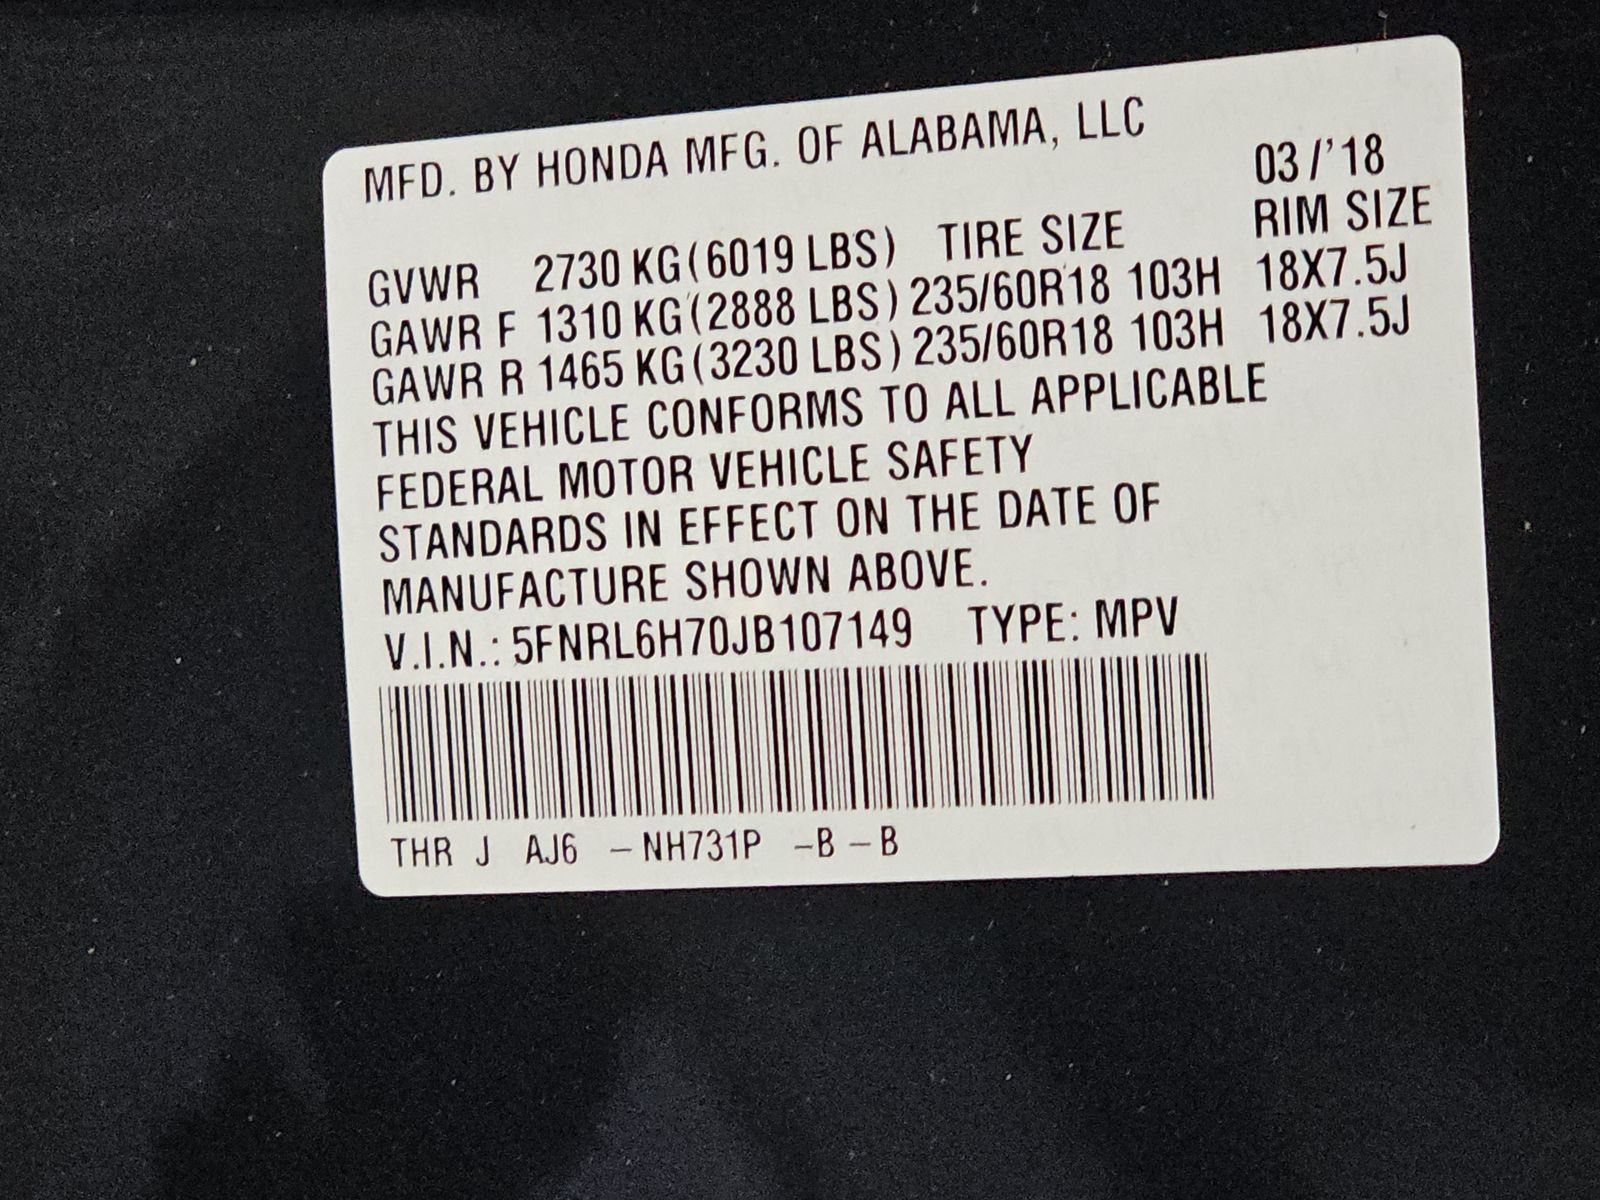 MFD. BY HONDA MFG. OF ALABAMA, LLC
03/'18
GVWR 2730 KG(6019 LBS) TIRE SIZE RIM SIZE
GAWR F 1310 KG(2888 LBS) 235/60R18 103H 18X7.5J
GAWR R 1465 KG(3230 LBS) 235/60R18 103H 18X7.5J
THIS VEHICLE CONFORMS TO ALL APPLICABLE
FEDERAL MOTOR VEHICLE SAFETY
STANDARDS IN EFFECT ON THE DATE OF
MANUFACTURE SHOWN ABOVE.
V.I.N.: 5FNRL6H70JB107149 TYPE: MPV
THR J AJ6 –NH731P –B–B